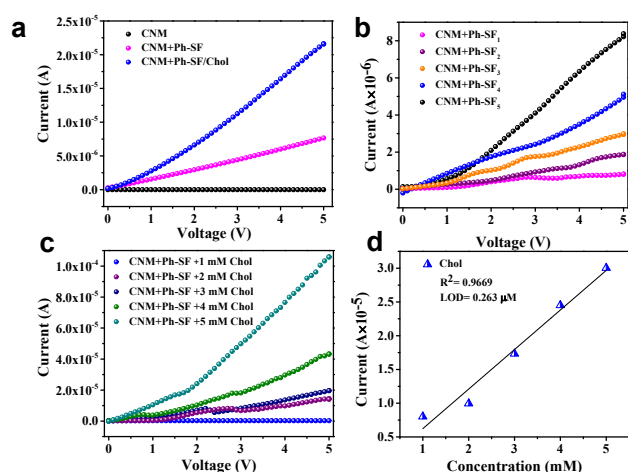 a
CNM
CNM+Ph-SF
CNM+Ph-SF/Chol
2.5x10-5
2.0x10-5
1.5x10-5
1.0x10-5
5.0x10-6
0.0
Current (A)
0 1 2 3 4 5
Voltage (V)
b
CNM+Ph-SF1
CNM+Ph-SF2
CNM+Ph-SF3
CNM+Ph-SF4
CNM+Ph-SF5
8
6
4
2
0
Current (A×10-6)
0 1 2 3 4 5
Voltage (V)
c
CNM+Ph-SF +1 mM Chol
CNM+Ph-SF +2 mM Chol
CNM+Ph-SF +3 mM Chol
CNM+Ph-SF +4 mM Chol
CNM+Ph-SF +5 mM Chol
1.0x10-4
8.0x10-5
6.0x10-5
4.0x10-5
2.0x10-5
0.0
Current (A)
0 1 2 3 4 5
Voltage (V)
d
Chol
R2= 0.9669
LOD= 0.263 μM
3.0
2.5
2.0
1.5
1.0
0.5
Current (A×10-5)
1 2 3 4 5
Concentration (mM)